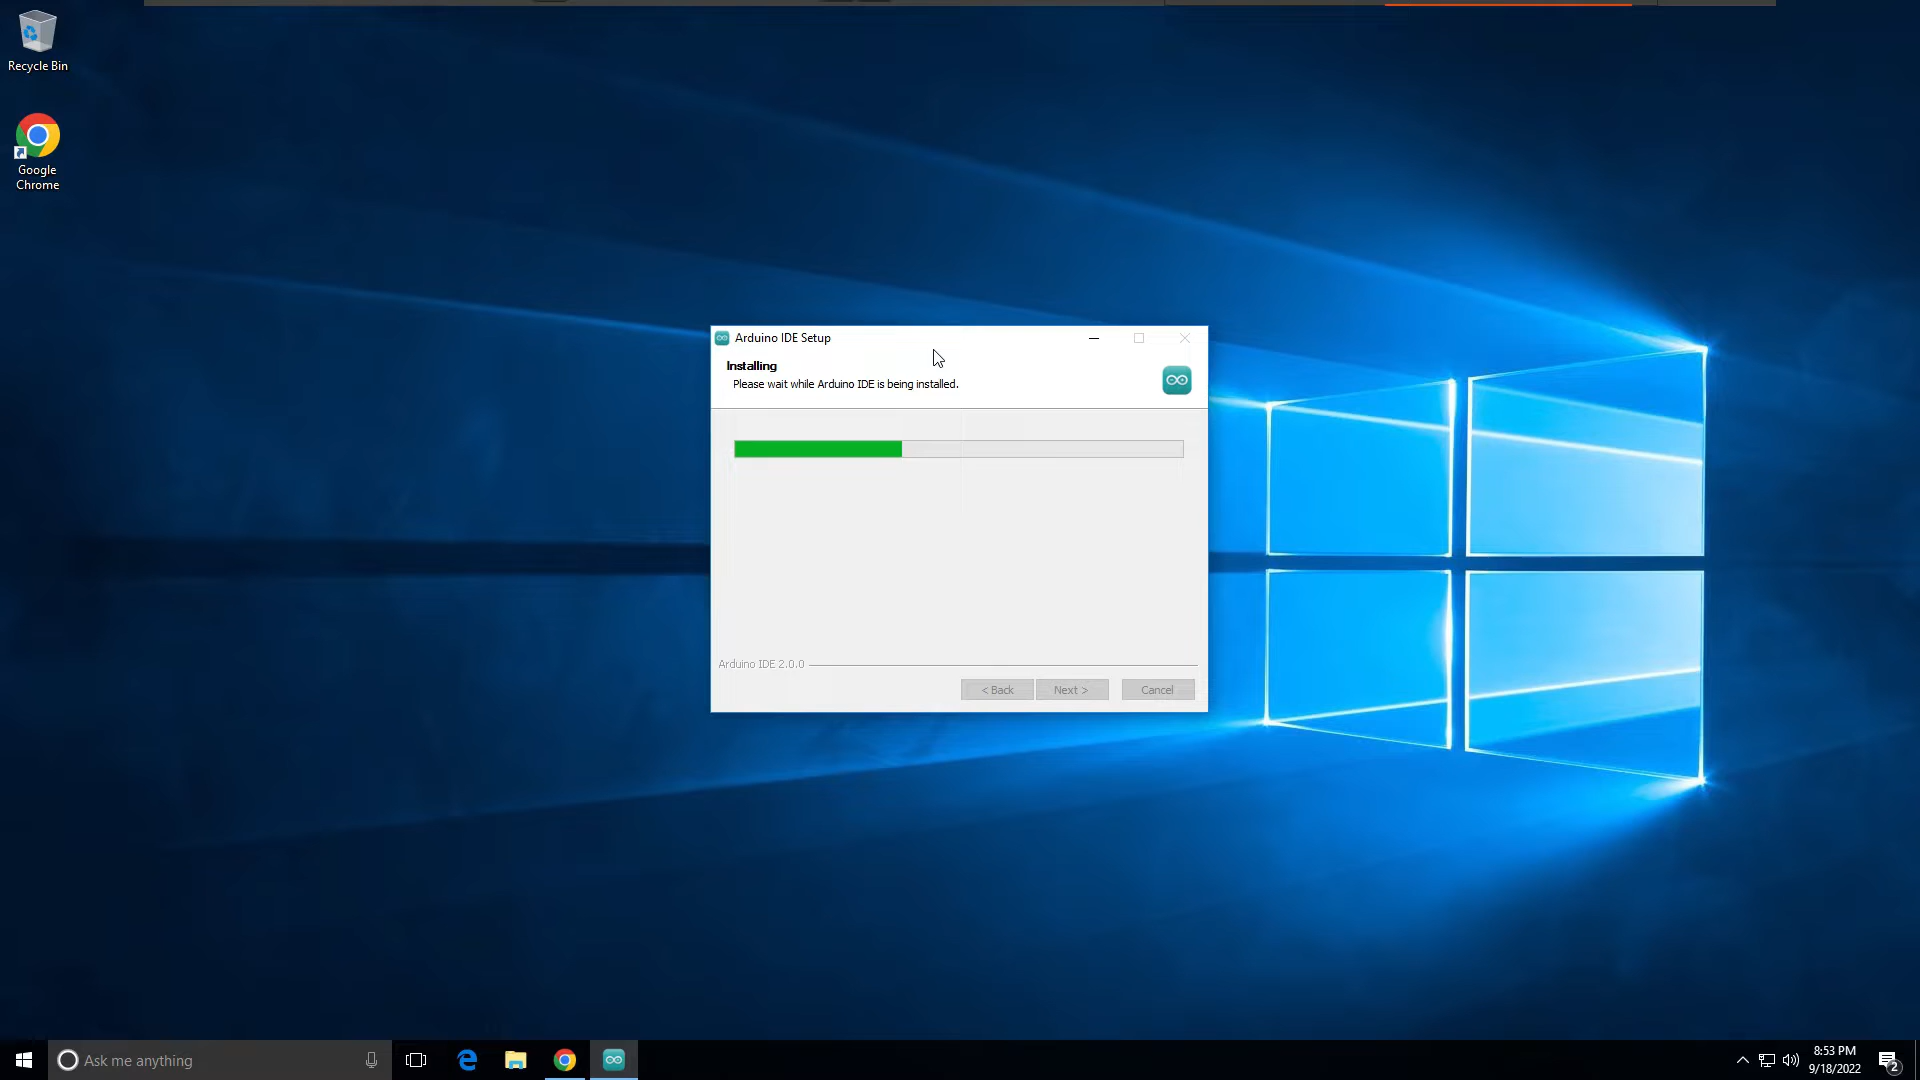 Recycle Bin
Google
Chrome
Arduino IDE Setup
Installing
Please wait while Arduino IDE is being installed.
Arduino IDE 2.0.0
< Back
Next >
Cancel
Ask me anything
8:53 PM
9/18/2022
2